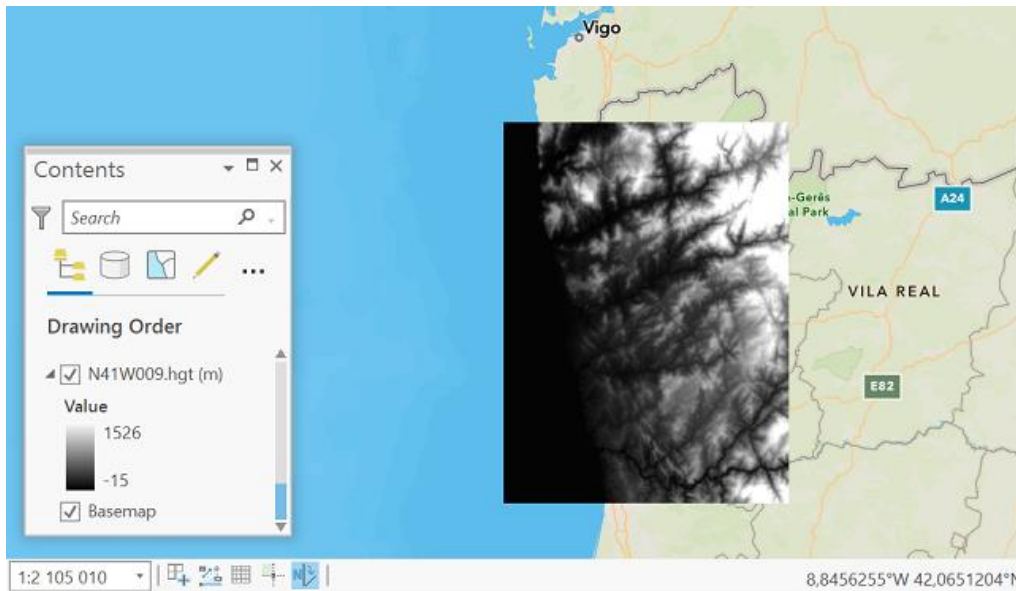 Vigo
Contents
Search
Drawing Order
N41W009.hgt (m)
Value
1526
-15
Basemap
-Gerês
al Park
A24
VILA REAL
E82
1:2 105 010
8,8456255°W 42,0651204°N